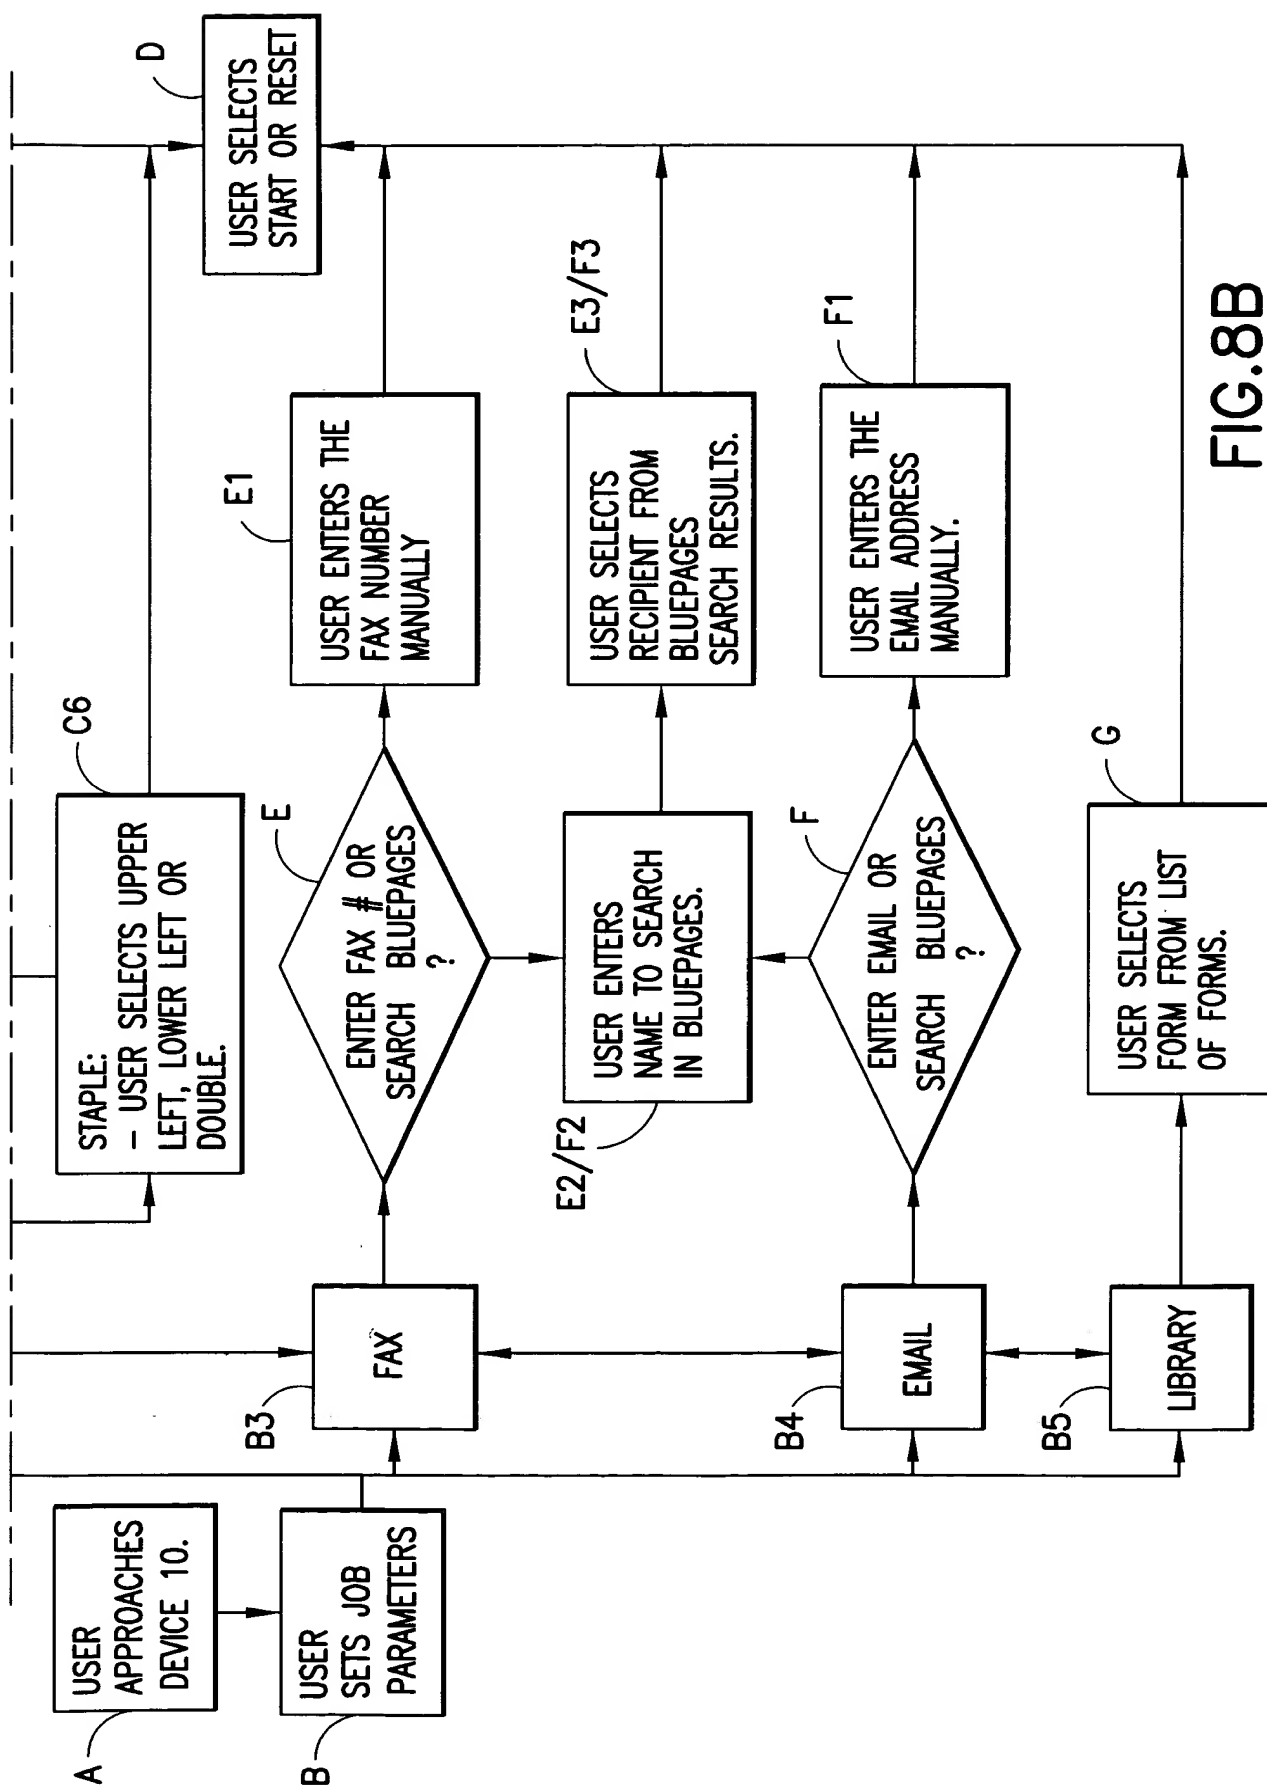 A
USER
APPROACHES
DEVICE 10.
B
USER
SETS JOB
PARAMETERS
STAPLE:
– USER SELECTS UPPER
LEFT, LOWER LEFT OR
DOUBLE.
C6
USER SELECTS
START OR RESET
D
B3
FAX
ENTER FAX # OR
SEARCH BLUEPAGES
?
E
USER ENTERS THE
FAX NUMBER
MANUALLY
E1
E2/F2
USER ENTERS
NAME TO SEARCH
IN BLUEPAGES.
USER SELECTS
RECIPIENT FROM
BLUEPAGES
SEARCH RESULTS.
E3/F3
B4
EMAIL
ENTER EMAIL OR
SEARCH BLUEPAGES
?
F
USER ENTERS THE
EMAIL ADDRESS
MANUALLY.
F1
B5
LIBRARY
USER SELECTS
FORM FROM LIST
OF FORMS.
G
FIG.8B